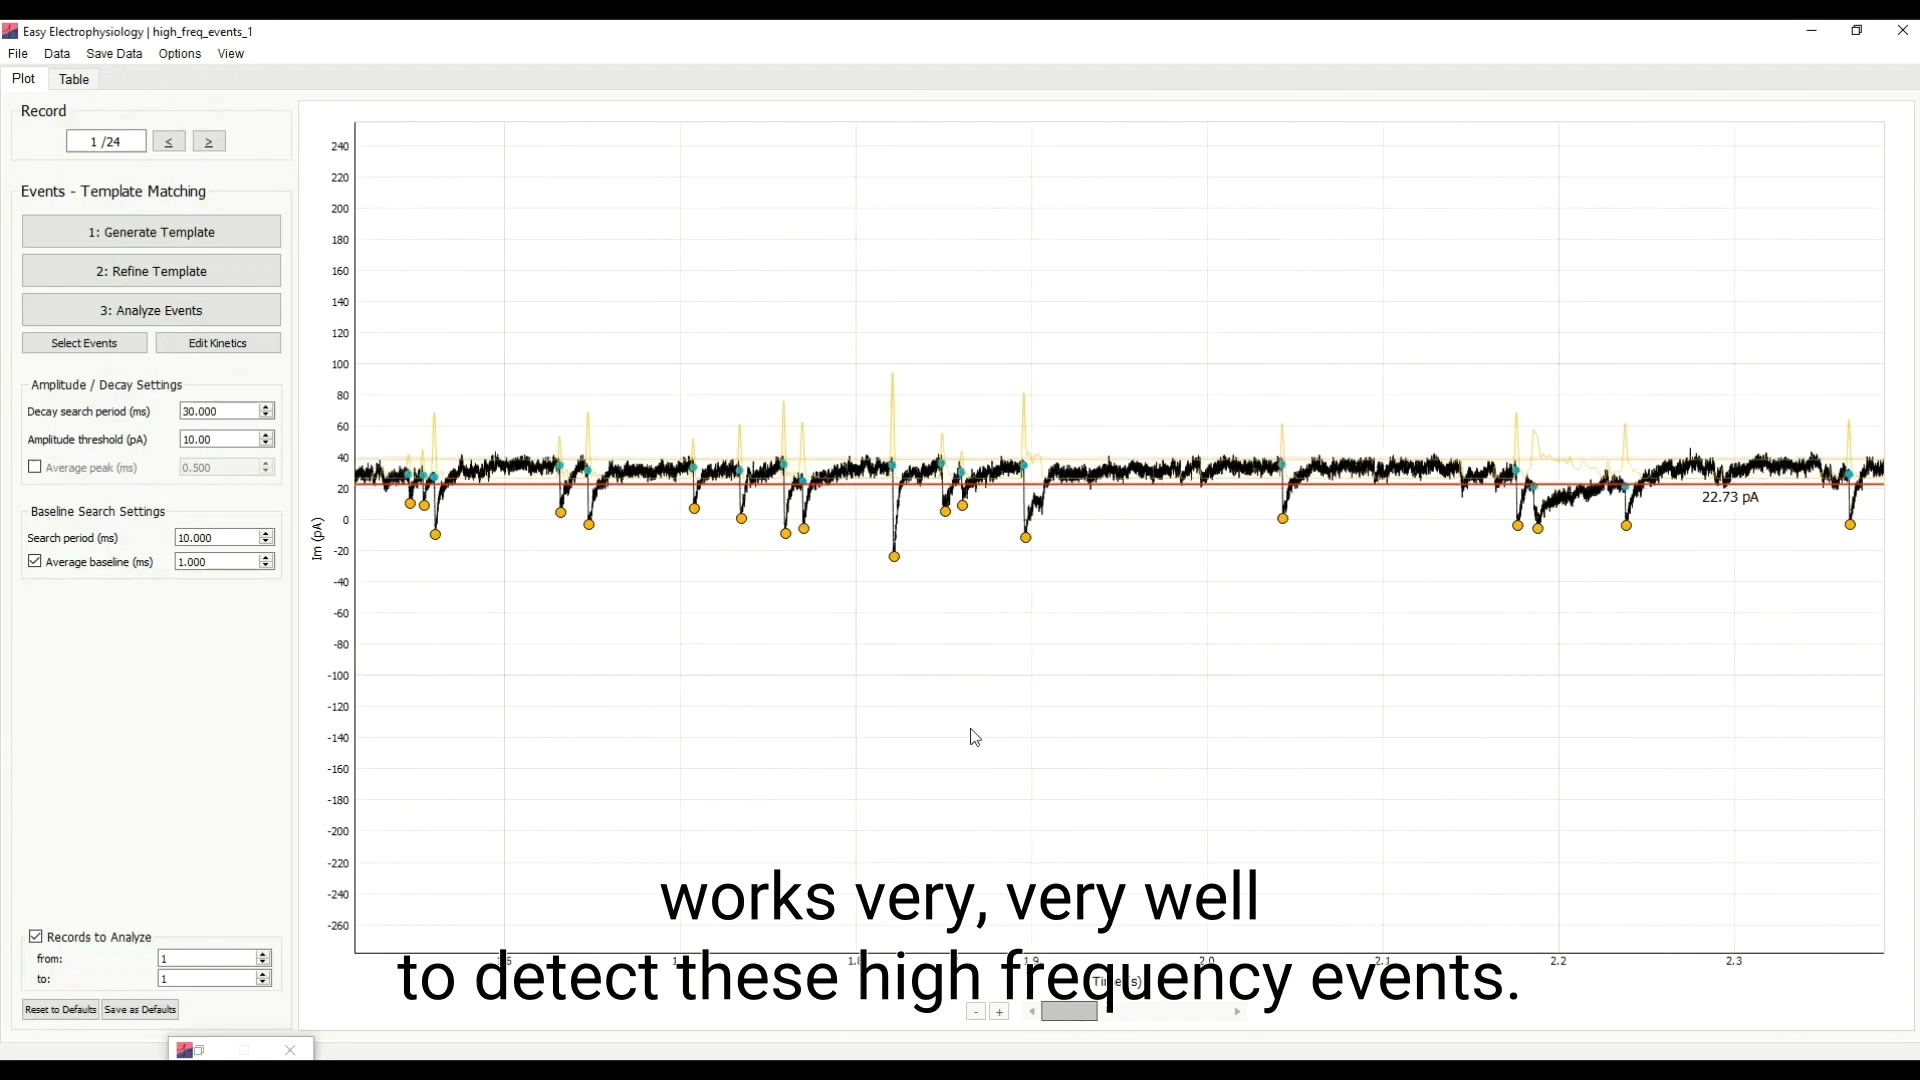 Easy Electrophysiology | high_freq_events_1
File Data Save Data Options View
Plot Table
Record
1 /24 < >
Events - Template Matching
1: Generate Template
2: Refine Template
3: Analyze Events
Select Events Edit Kinetics
Amplitude / Decay Settings
Decay search period (ms) 30.000
Amplitude threshold (pA) 10.00
Average peak (ms) 0.500
Baseline Search Settings
Search period (ms) 10.000
Average baseline (ms) 1.000
Records to Analyze
from: 1
to: 1
Reset to Defaults Save as Defaults
Im (pA)
240
220
200
180
160
140
120
100
80
60
40
20
0
-20
-40
-60
-80
-100
-120
-140
-160
-180
-200
-220
-240
-260
22.73 pA
2.0 2.1 2.2 2.3
Time (s)
- +
works very, very well
to detect these high frequency events.